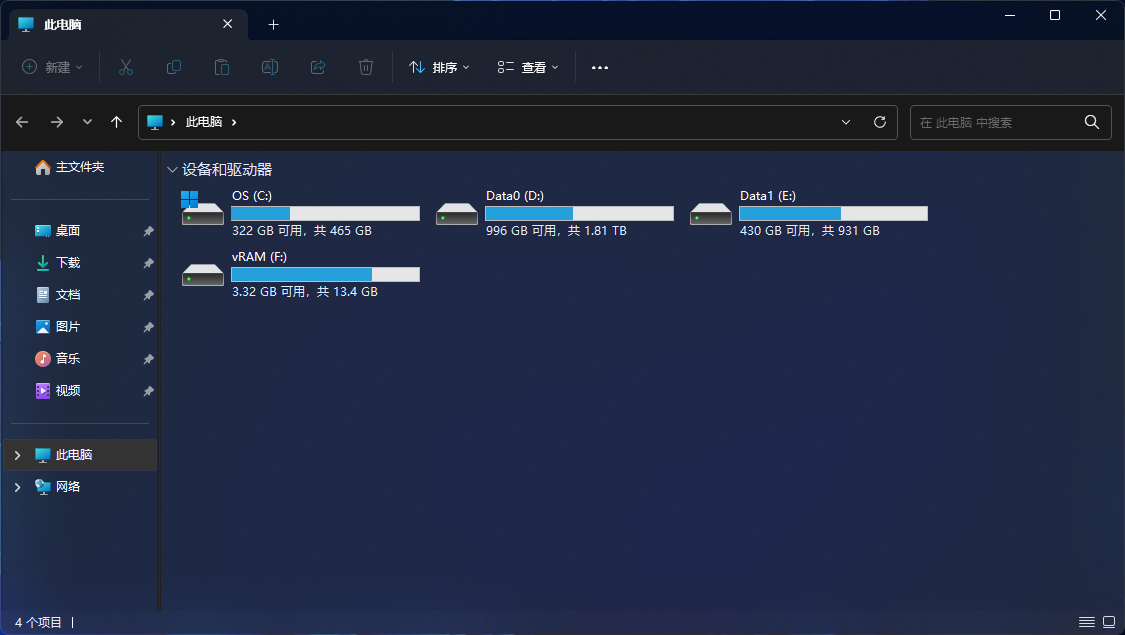 此电脑
新建
排序
查看
此电脑
在 此电脑 中搜索
主文件夹
桌面
下载
文档
图片
音乐
视频
此电脑
网络
设备和驱动器
OS (C:)
322 GB 可用，共 465 GB
Data0 (D:)
996 GB 可用，共 1.81 TB
Data1 (E:)
430 GB 可用，共 931 GB
vRAM (F:)
3.32 GB 可用，共 13.4 GB
4 个项目